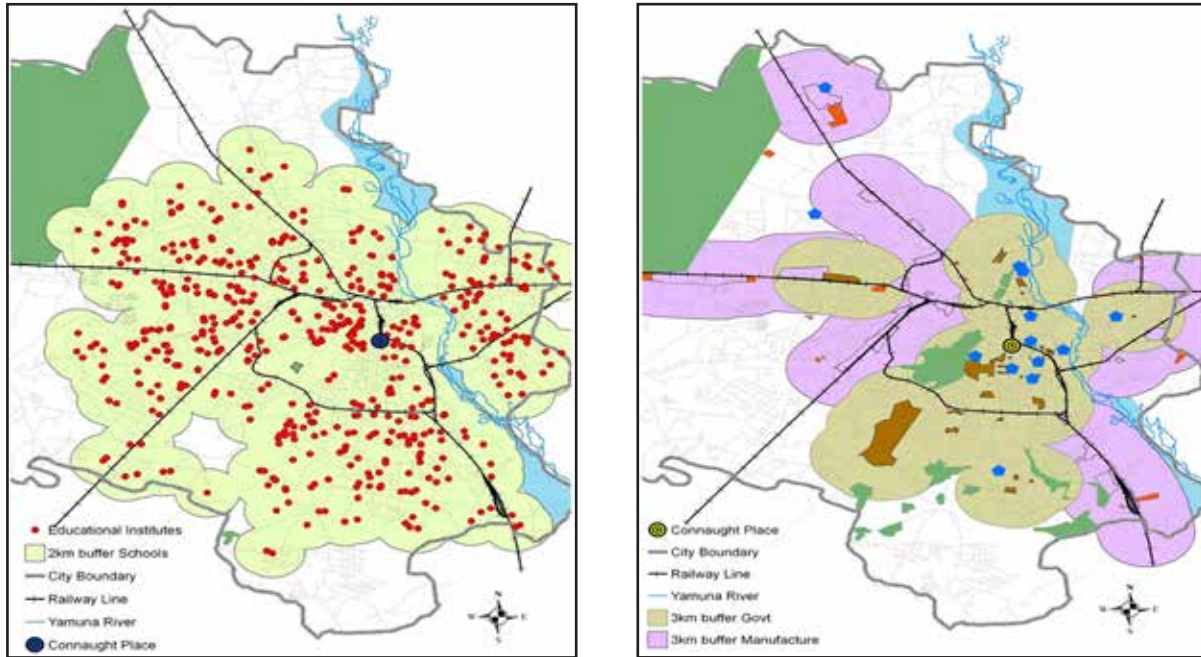 Educational Institutes
2km buffer Schools
City Boundary
Railway Line
Yamuna River
Connaught Place
N
W E
S
Connaught Place
City Boundary
Railway Line
Yamuna River
3km buffer Govt
3km buffer Manufacture
N
W E
S